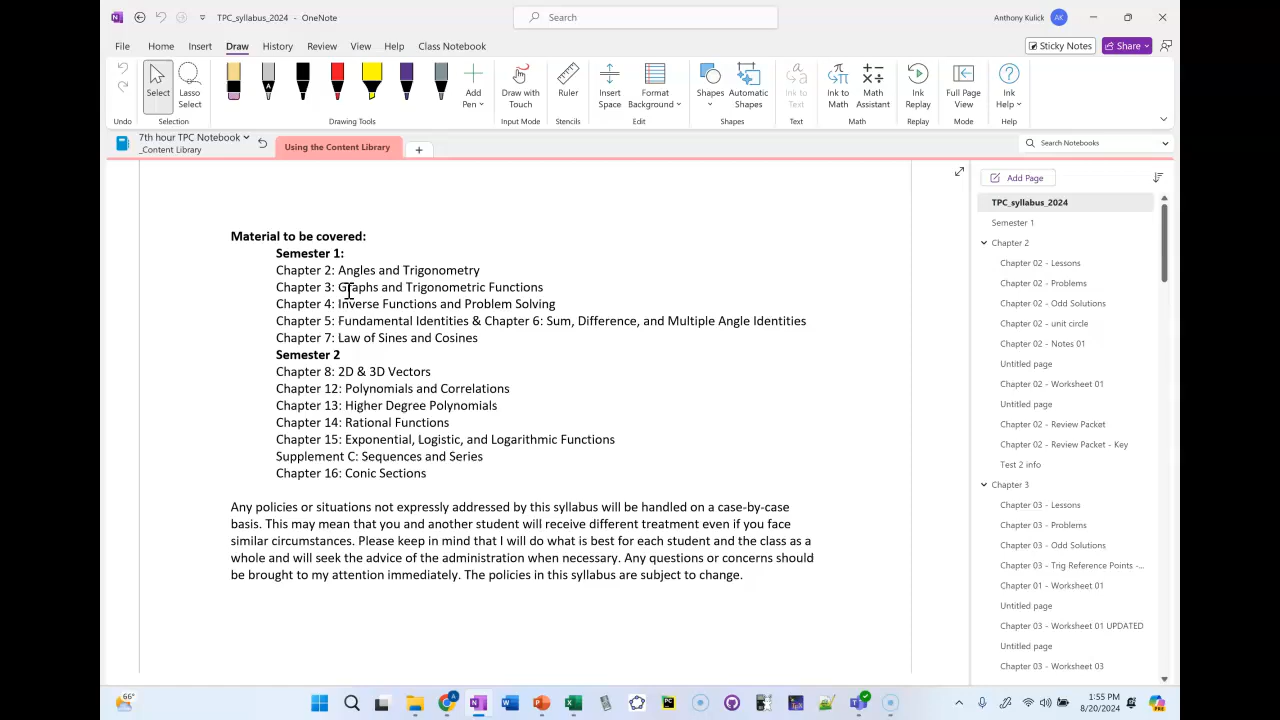 TPC_syllabus_2024 - OneNote
Search
Anthony Kulick
AK
File Home Insert Draw History Review View Help Class Notebook
Sticky Notes
Share
Select
Lasso Select
Add Pen
Draw with Touch
Ruler
Insert Space
Format Background
Shapes
Automatic Shapes
Ink to Text
Ink to Math
Math Assistant
Ink Replay
Full Page View
Ink Help
Undo
Selection
Drawing Tools
Input Mode
Stencils
Edit
Shapes
Text
Math
Replay
Mode
Help
7th hour TPC Notebook
_Content Library
Using the Content Library
Search Notebooks
Material to be covered:
Semester 1:
Chapter 2: Angles and Trigonometry
Chapter 3: Graphs and Trigonometric Functions
Chapter 4: Inverse Functions and Problem Solving
Chapter 5: Fundamental Identities & Chapter 6: Sum, Difference, and Multiple Angle Identities
Chapter 7: Law of Sines and Cosines
Semester 2
Chapter 8: 2D & 3D Vectors
Chapter 12: Polynomials and Correlations
Chapter 13: Higher Degree Polynomials
Chapter 14: Rational Functions
Chapter 15: Exponential, Logistic, and Logarithmic Functions
Supplement C: Sequences and Series
Chapter 16: Conic Sections
Any policies or situations not expressly addressed by this syllabus will be handled on a case-by-case
basis. This may mean that you and another student will receive different treatment even if you face
similar circumstances. Please keep in mind that I will do what is best for each student and the class as a
whole and will seek the advice of the administration when necessary. Any questions or concerns should
be brought to my attention immediately. The policies in this syllabus are subject to change.
Add Page
TPC_syllabus_2024
Semester 1
Chapter 2
Chapter 02 - Lessons
Chapter 02 - Problems
Chapter 02 - Odd Solutions
Chapter 02 - unit circle
Chapter 02 - Notes 01
Untitled page
Chapter 02 - Worksheet 01
Untitled page
Chapter 02 - Review Packet
Chapter 02 - Review Packet - Key
Test 2 info
Chapter 3
Chapter 03 - Lessons
Chapter 03 - Problems
Chapter 03 - Odd Solutions
Chapter 03 - Trig Reference Points -...
Chapter 01 - Worksheet 01
Untitled page
Chapter 03 - Worksheet 01 UPDATED
Untitled page
Chapter 03 - Worksheet 03
66°
1:55 PM
8/20/2024